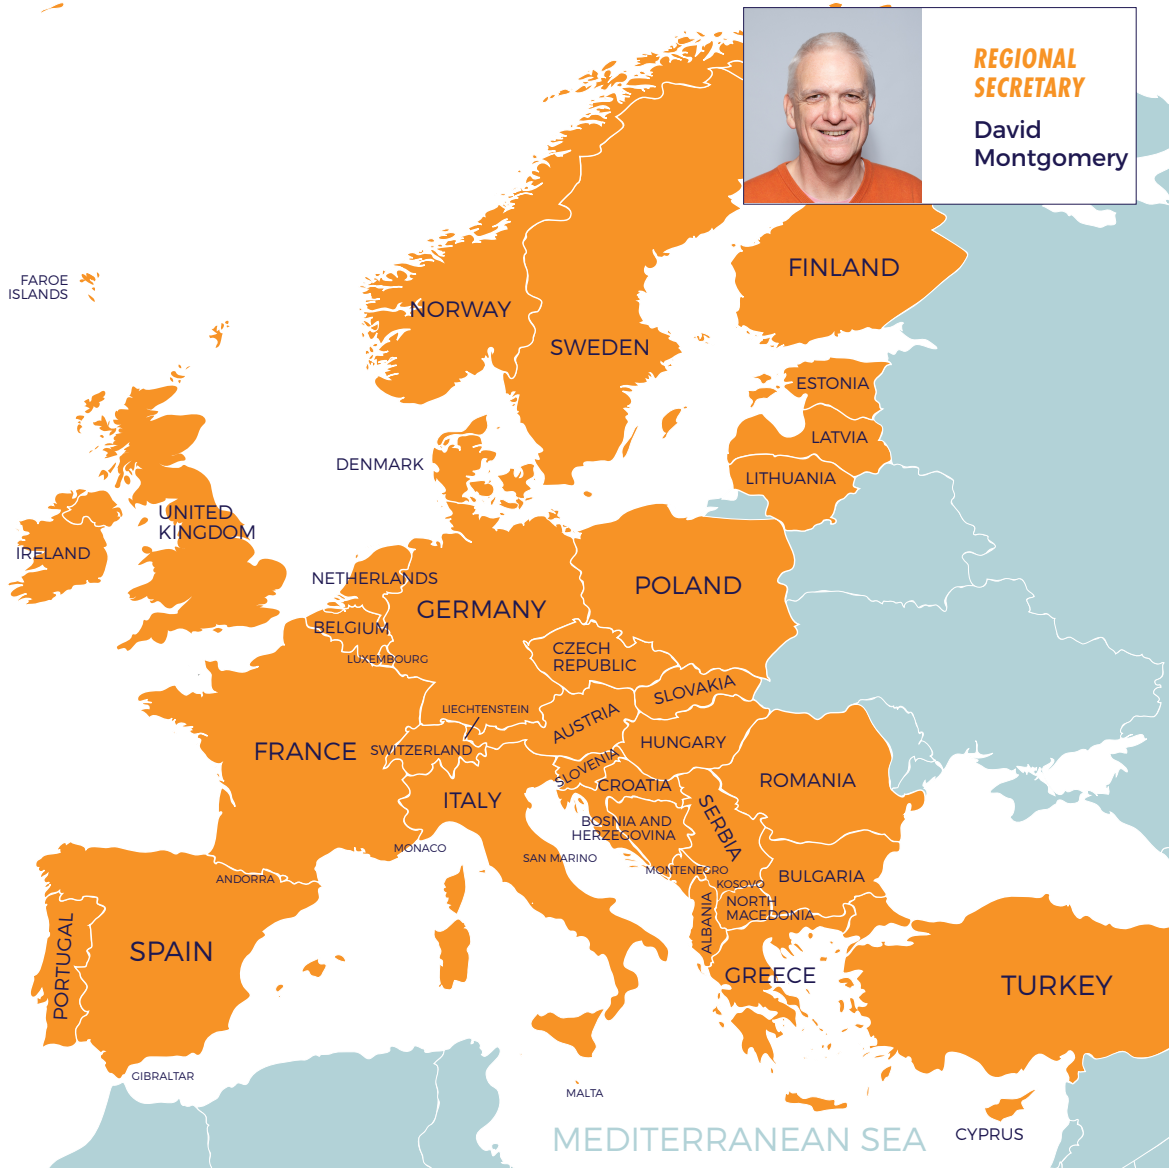 REGIONAL
SECRETARY
David
Montgomery
FINLAND
FAROE
ISLANDS
NORWAY
SWEDEN
ESTONIA
LATVIA
DENMARK
LITHUANIA
UNITED
KINGDOM
IRELAND
NETHERLANDS
POLAND
GERMANY
BELGIUM
CZECH
REPUBLIC
LUXEMBOURG
SLOVAKIA
LIECHTENSTEIN
AUSTRIA
HUNGARY
FRANCE
SWITZERLAND
SLOVENIA
CROATIA
ROMANIA
ITALY
BOSNIA AND
HERZEGOVINA
SERBIA
MONACO
SAN MARINO
MONTENEGRO
BULGARIA
ANDORRA
KOSOVO
NORTH
MACEDONIA
ALBANIA
PORTUGAL
SPAIN
GREECE
TURKEY
GIBRALTAR
MALTA
MEDITERRANEAN SEA
CYPRUS